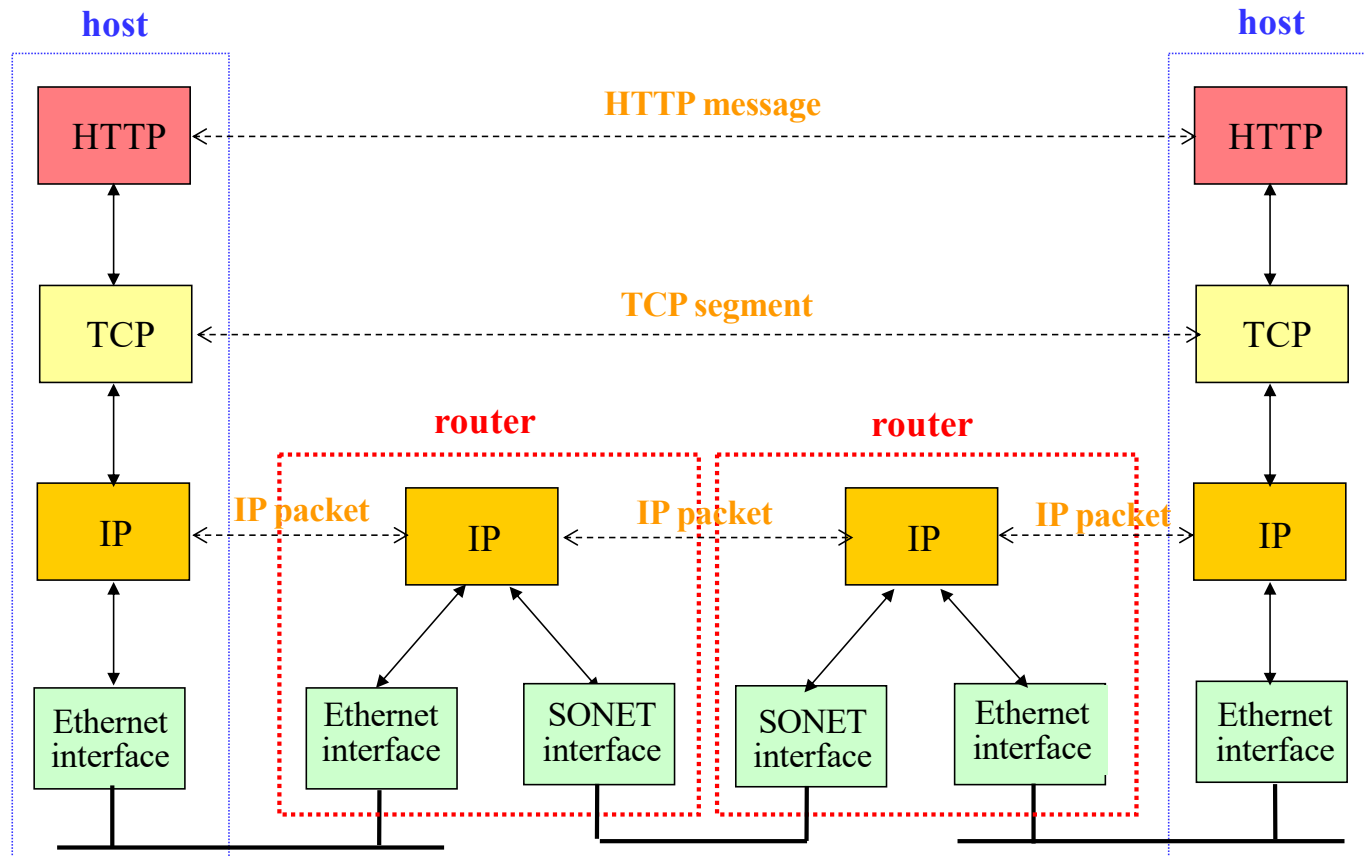 host
host
HTTP
HTTP message
HTTP
TCP
TCP segment
TCP
router
router
IP
IP packet
IP
IP packet
IP
IP packet
IP
Ethernet
interface
Ethernet
interface
SONET
interface
SONET
interface
Ethernet
interface
Ethernet
interface